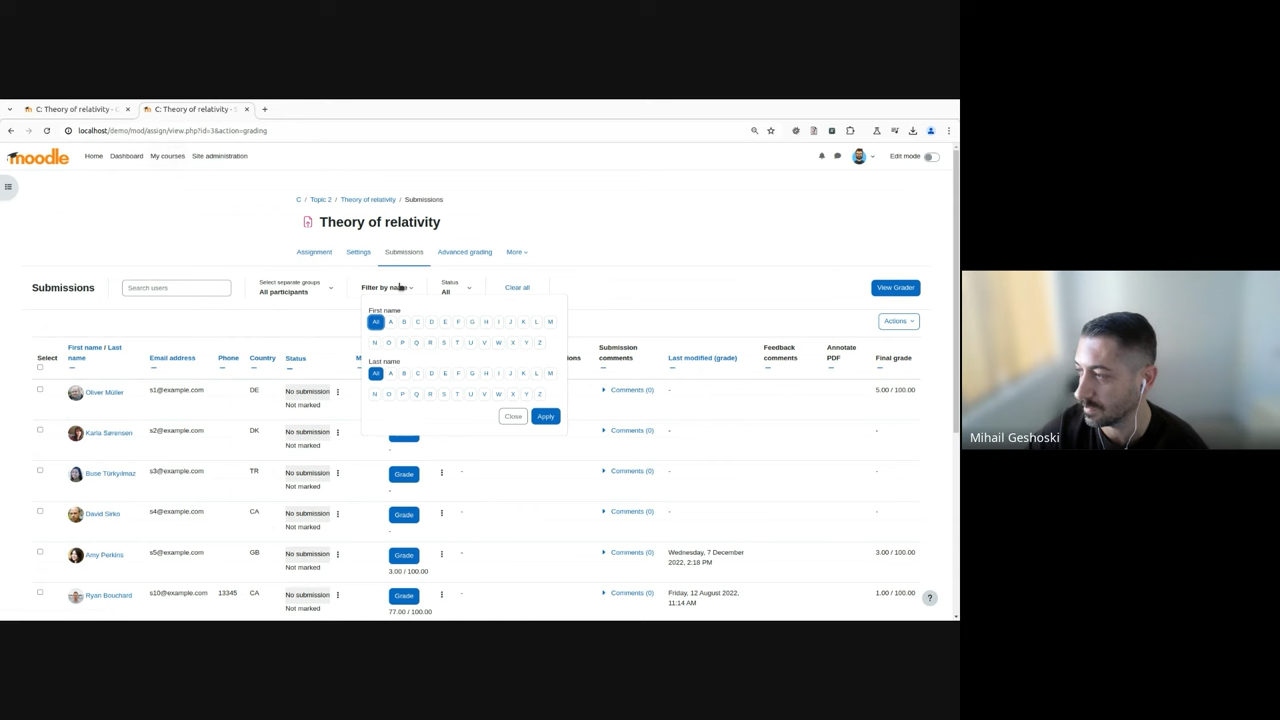 C: Theory of relativity -
C: Theory of relativity -
localhost/demo/mod/assign/view.php?id=3&action=grading
moodle Home Dashboard My courses Site administration Edit mode
C / Topic 2 / Theory of relativity / Submissions
Theory of relativity
Assignment Settings Submissions Advanced grading More
Submissions
Search users
Select separate groups
All participants
Filter by name
Status
All
Clear all
View Grader
First name
All A B C D E F G H I J K L M
N O P Q R S T U V W X Y Z
Last name
All A B C D E F G H I J K L M
N O P Q R S T U V W X Y Z
Close Apply
Actions
Select
First name / Last name
Email address
Phone
Country
Status
Submission comments
Last modified (grade)
Feedback comments
Annotate PDF
Final grade
Oliver Müller s1@example.com DE No submission Comments (0) - - 5.00 / 100.00
Not marked
Karla Sørensen s2@example.com DK No submission Comments (0) - -
Not marked -
Buse Türkyılmaz s3@example.com TR No submission Grade - Comments (0) - -
Not marked -
David Sirko s4@example.com CA No submission Grade - Comments (0) - -
Not marked -
Amy Perkins s5@example.com GB No submission Grade - Comments (0) Wednesday, 7 December 2022, 2:18 PM 3.00 / 100.00
Not marked 3.00 / 100.00
Ryan Bouchard s10@example.com 13345 CA No submission Grade - Comments (0) Friday, 12 August 2022, 11:14 AM 1.00 / 100.00
Not marked 77.00 / 100.00
?
Mihail Geshoski